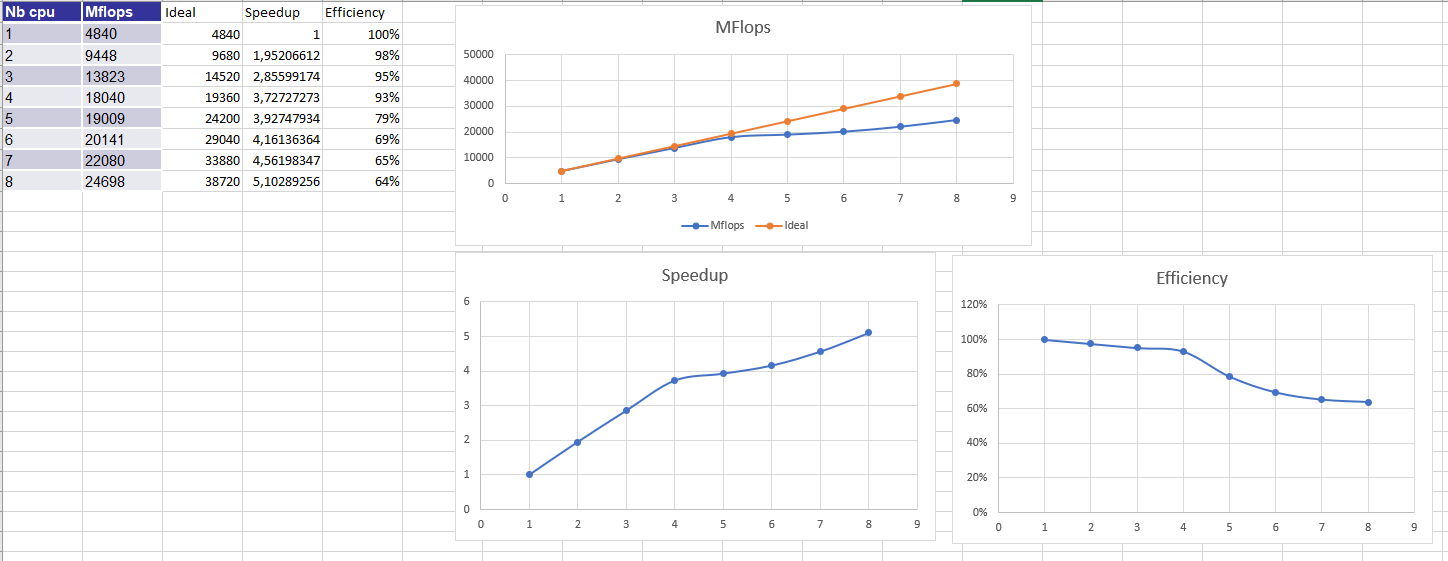 Nb cpu Mflops Ideal Speedup Efficiency
1 4840 4840 1 100%
2 9448 9680 1,95206612 98%
3 13823 14520 2,85599174 95%
4 18040 19360 3,72727273 93%
5 19009 24200 3,92747934 79%
6 20141 29040 4,16136364 69%
7 22080 33880 4,56198347 65%
8 24698 38720 5,10289256 64%
MFlops
50000
40000
30000
20000
10000
0
0 1 2 3 4 5 6 7 8 9
Mflops Ideal
Speedup
6
5
4
3
2
1
0
0 1 2 3 4 5 6 7 8 9
Efficiency
120%
100%
80%
60%
40%
20%
0%
0 1 2 3 4 5 6 7 8 9